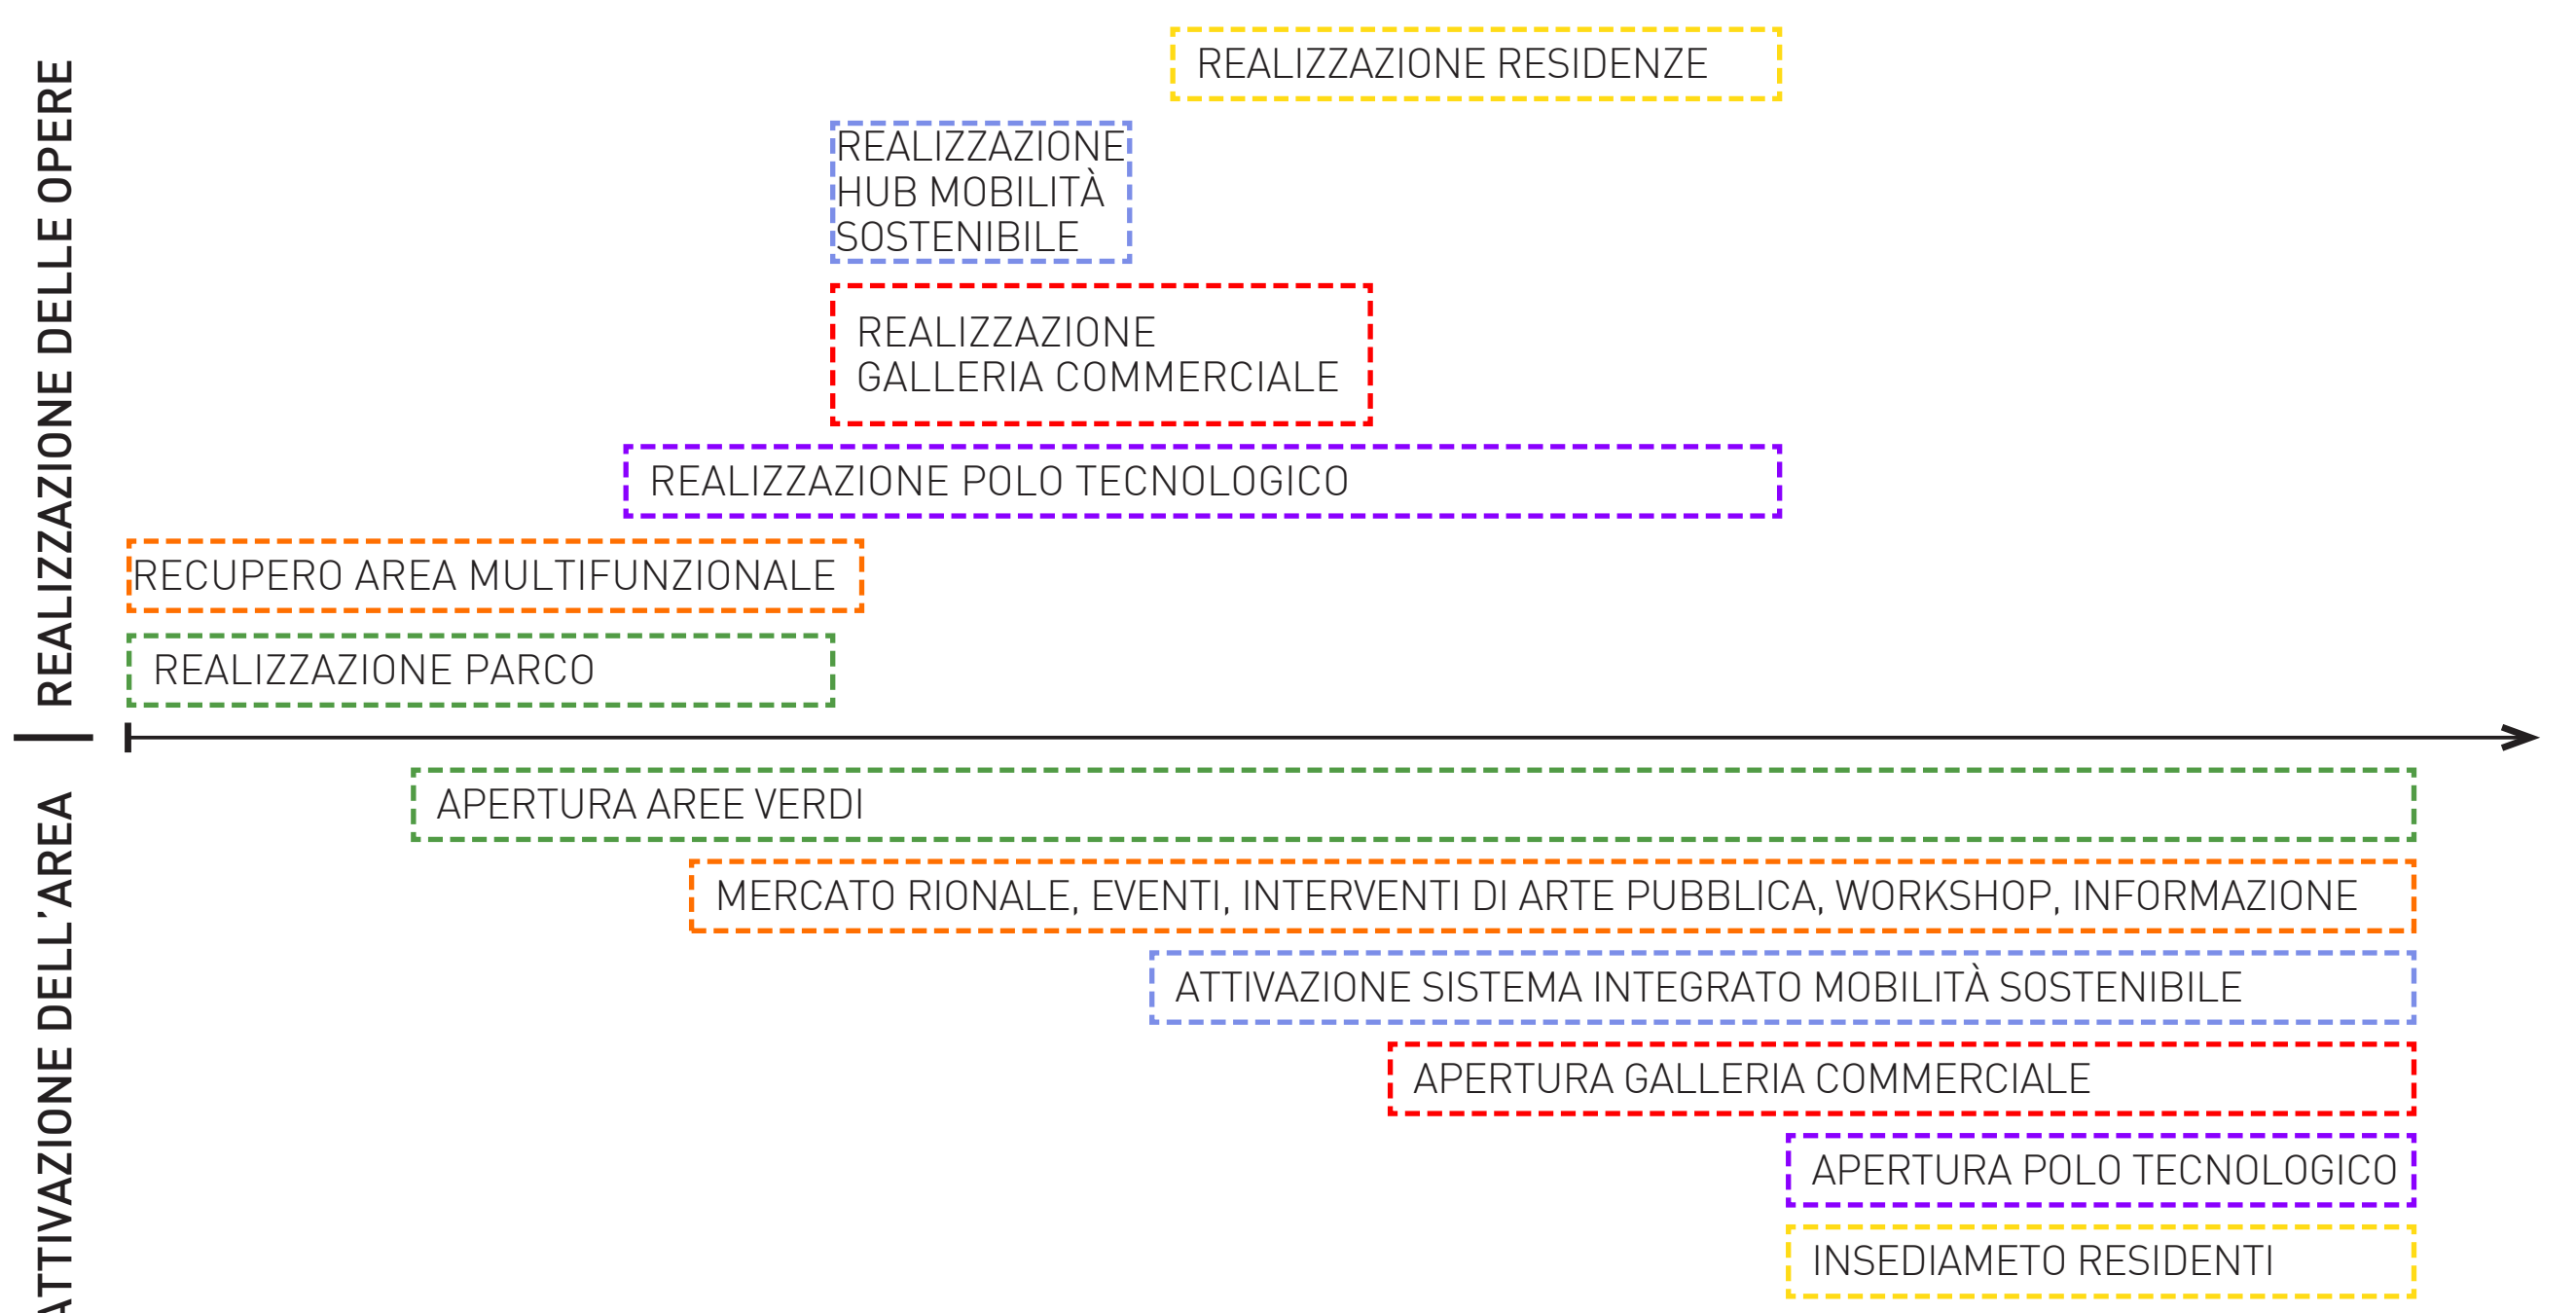 REALIZZAZIONE DELLE OPERE
REALIZZAZIONE RESIDENZE
REALIZZAZIONE
HUB MOBILITÀ
SOSTENIBILE
REALIZZAZIONE
GALLERIA COMMERCIALE
REALIZZAZIONE POLO TECNOLOGICO
RECUPERO AREA MULTIFUNZIONALE
REALIZZAZIONE PARCO
ATTIVAZIONE DELL'AREA
APERTURA AREE VERDI
MERCATO RIONALE, EVENTI, INTERVENTI DI ARTE PUBBLICA, WORKSHOP, INFORMAZIONE
ATTIVAZIONE SISTEMA INTEGRATO MOBILITÀ SOSTENIBILE
APERTURA GALLERIA COMMERCIALE
APERTURA POLO TECNOLOGICO
INSEDIAMETO RESIDENTI